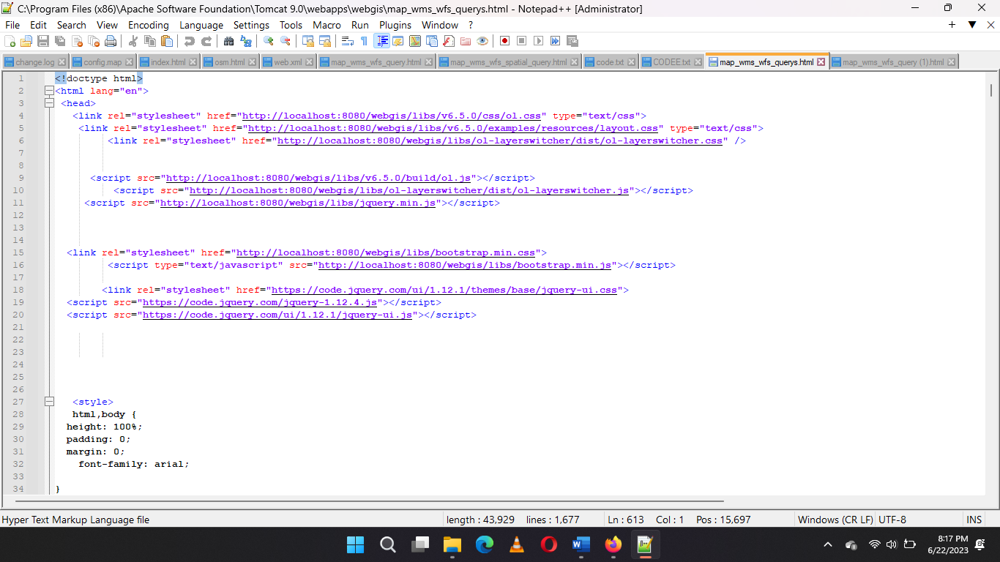 C:\Program Files (x86)\Apache Software Foundation\Tomcat 9.0\webapps\webgis\map_wms_wfs_querys.html - Notepad++ [Administrator]
File Edit Search View Encoding Language Settings Tools Macro Run Plugins Window ? + ▼ X
change.log config.map index.html osm.html web.xml map_wms_wfs_query.html map_wms_wfs_spatial_query.html code.txt CODEE.txt map_wms_wfs_querys.html map_wms_wfs_query (1).html
1 <!doctype html>
2 <html lang="en">
3 <head>
4 <link rel="stylesheet" href="http://localhost:8080/webgis/libs/v6.5.0/css/ol.css" type="text/css">
5 <link rel="stylesheet" href="http://localhost:8080/webgis/libs/v6.5.0/examples/resources/layout.css" type="text/css">
6 <link rel="stylesheet" href="http://localhost:8080/webgis/libs/ol-layerswitcher/dist/ol-layerswitcher.css" />
7
8
9 <script src="http://localhost:8080/webgis/libs/v6.5.0/build/ol.js"></script>
10 <script src="http://localhost:8080/webgis/libs/ol-layerswitcher/dist/ol-layerswitcher.js"></script>
11 <script src="http://localhost:8080/webgis/libs/jquery.min.js"></script>
12
13
14
15 <link rel="stylesheet" href="http://localhost:8080/webgis/libs/bootstrap.min.css">
16 <script type="text/javascript" src="http://localhost:8080/webgis/libs/bootstrap.min.js"></script>
17
18 <link rel="stylesheet" href="https://code.jquery.com/ui/1.12.1/themes/base/jquery-ui.css">
19 <script src="https://code.jquery.com/jquery-1.12.4.js"></script>
20 <script src="https://code.jquery.com/ui/1.12.1/jquery-ui.js"></script>
21
22
23
24
25
26
27 <style>
28 html,body {
29 height: 100%;
30 padding: 0;
31 margin: 0;
32 font-family: arial;
33
34 }
Hyper Text Markup Language file length : 43,929 lines : 1,677 Ln : 613 Col : 1 Pos : 15,697 Windows (CR LF) UTF-8 INS
8:17 PM
6/22/2023